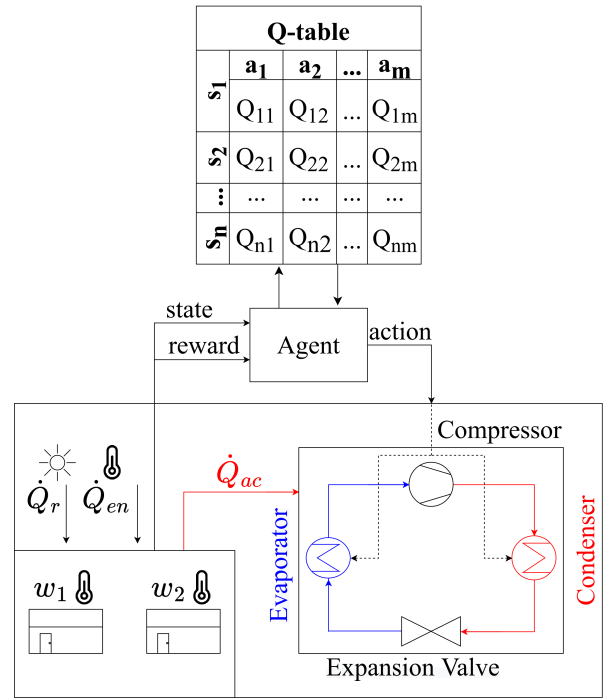 Q-table
a1 a2 ... am
s1 Q11 Q12 ... Q1m
s2 Q21 Q22 ... Q2m
... ... ... ... ...
sn Qn1 Qn2 ... Qnm
state
reward
Agent
action
Compressor
Q̇ac
Q̇r
Q̇en
Evaporator
Condenser
w1
w2
Expansion Valve